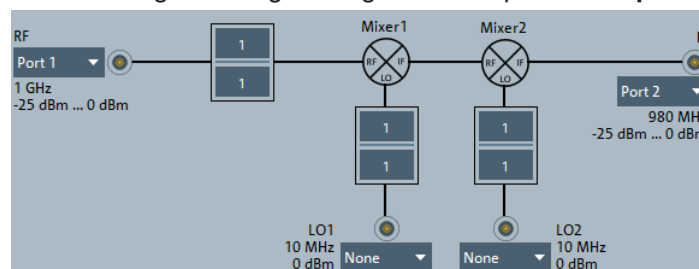 RF
Port 1
1 GHz
-25 dBm ... 0 dBm
1
1
Mixer1
RF IF
LO
Mixer2
RF IF
LO
Port 2
980 MH
-25 dBm ... 0 dBr
1
1
1
1
LO1
10 MHz
0 dBm
None
None
LO2
10 MHz
0 dBm